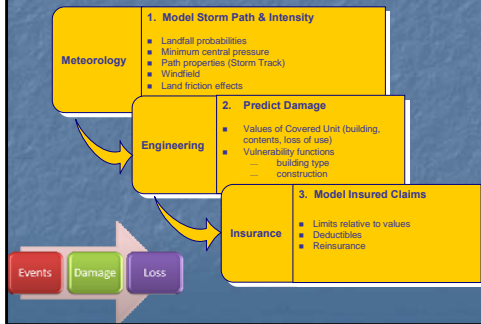 Meteorology
1. Model Storm Path & Intensity
■ Landfall probabilities
■ Minimum central pressure
■ Path properties (Storm Track)
■ Windfield
■ Land friction effects
Engineering
2. Predict Damage
■ Values of Covered Unit (building,
contents, loss of use)
■ Vulnerability functions
— building type
— construction
Insurance
3. Model Insured Claims
■ Limits relative to values
■ Deductibles
■ Reinsurance
Events Damage Loss